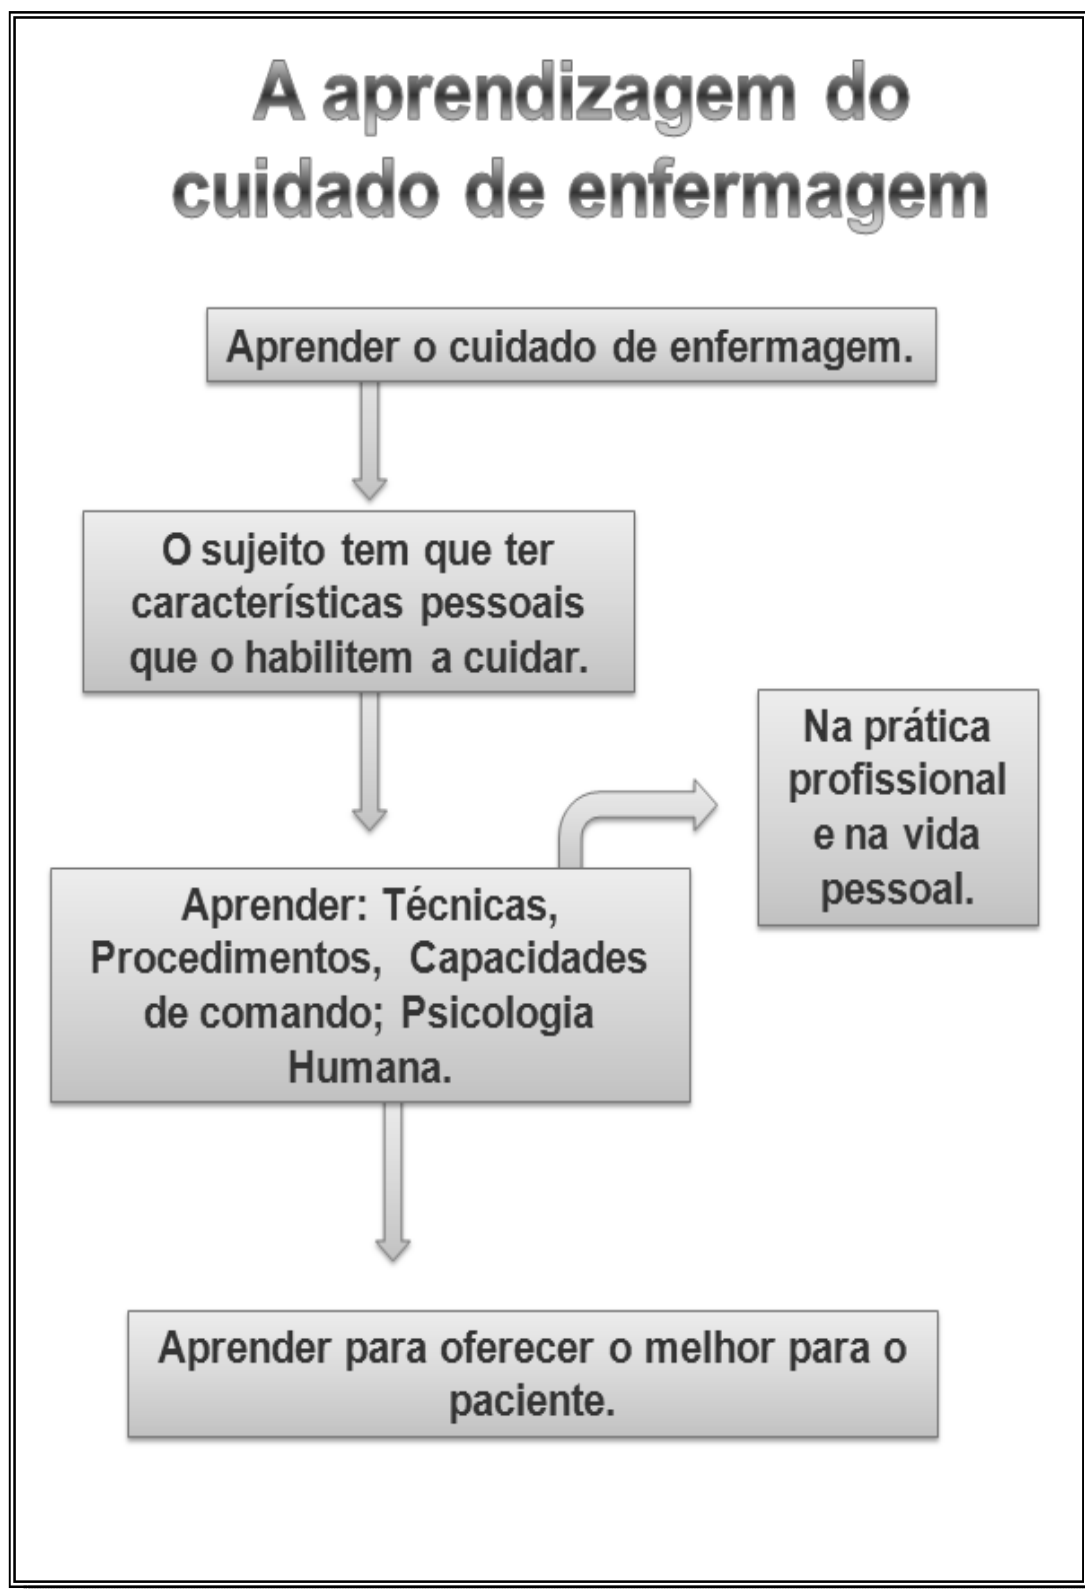 A aprendizagem do
cuidado de enfermagem
Aprender o cuidado de enfermagem.
O sujeito tem que ter
características pessoais
que o habilitem a cuidar.
Na prática
profissional
e na vida
pessoal.
Aprender: Técnicas,
Procedimentos, Capacidades
de comando; Psicologia
Humana.
Aprender para oferecer o melhor para o
paciente.